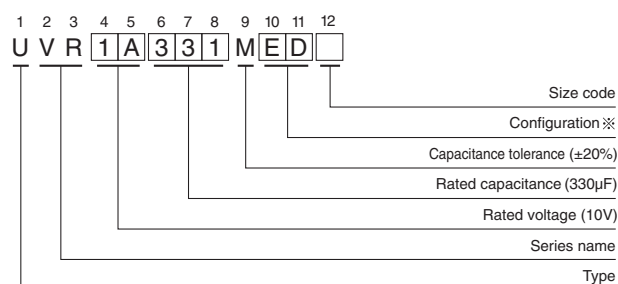 1 2 3 4 5 6 7 8 9 10 11 12
U V R 1 A 3 3 1 M E D
Size code
Configuration ※
Capacitance tolerance (±20%)
Rated capacitance (330µF)
Rated voltage (10V)
Series name
Type